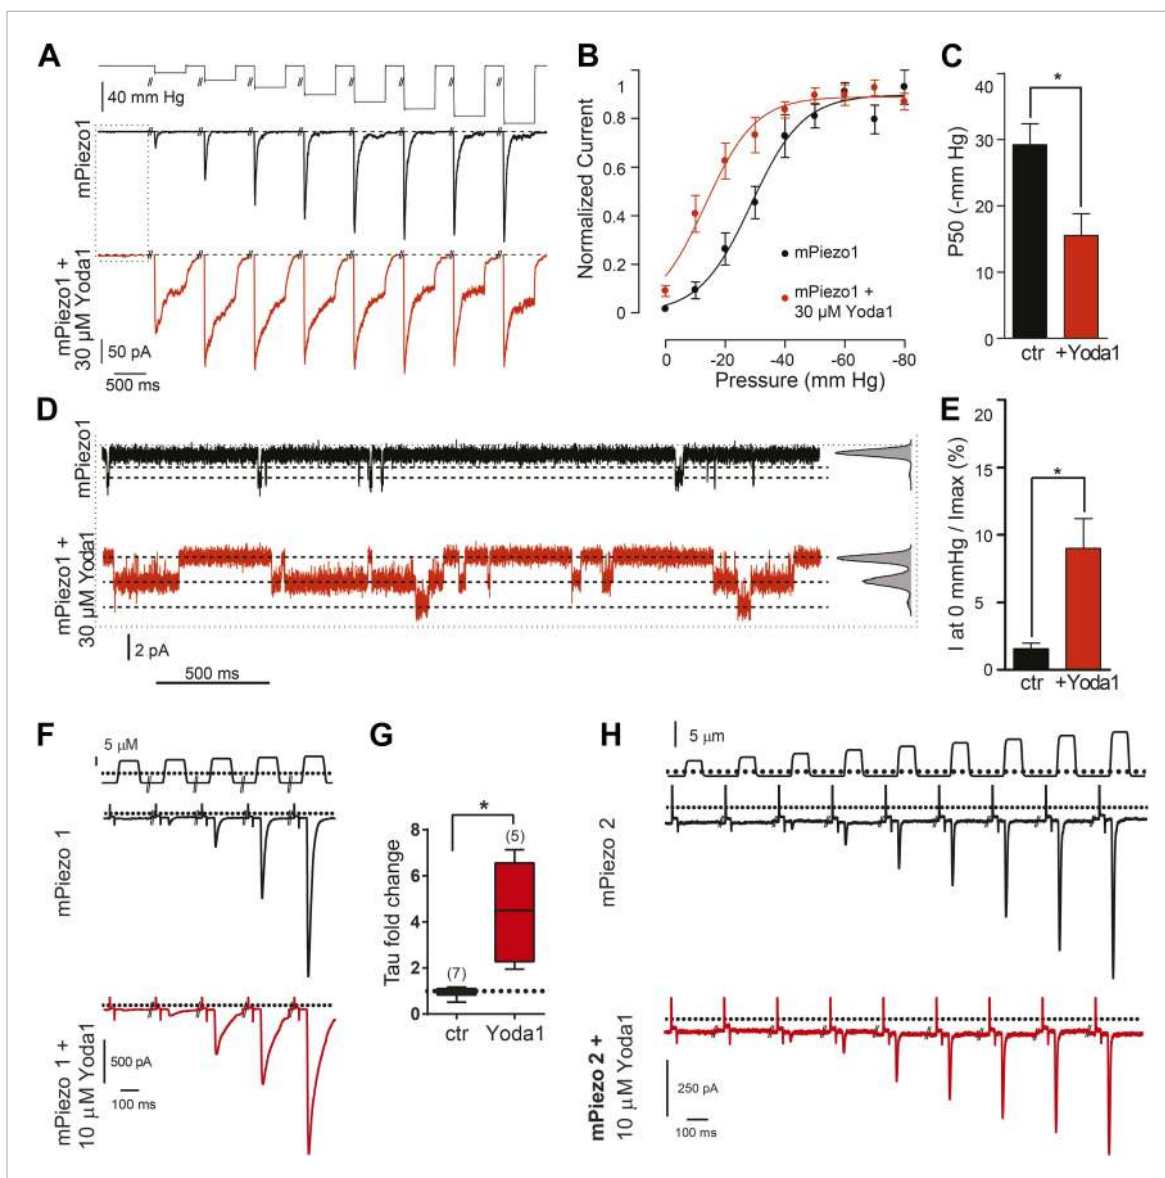 A
40 mm Hg
mPiezo1
mPiezo1 +
30 µM Yoda1
50 pA
500 ms
B
Normalized Current
1
0.8
0.6
0.4
0.2
0
mPiezo1
mPiezo1 +
30 µM Yoda1
0 -20 -40 -60 -80
Pressure (mm Hg)
C
P50 (-mm Hg)
40
30
20
10
0
*
ctr +Yoda1
D
mPiezo1
mPiezo1 +
30 µM Yoda1
2 pA
500 ms
E
I at 0 mmHg / Imax (%)
20
15
10
5
0
*
ctr +Yoda1
F
5 µM
mPiezo 1
mPiezo 1 +
10 µM Yoda1
500 pA
100 ms
G
Tau fold change
8
6
4
2
0
*
(5)
(7)
ctr Yoda1
H
5 µm
mPiezo 2
mPiezo 2 +
10 µM Yoda1
250 pA
100 ms